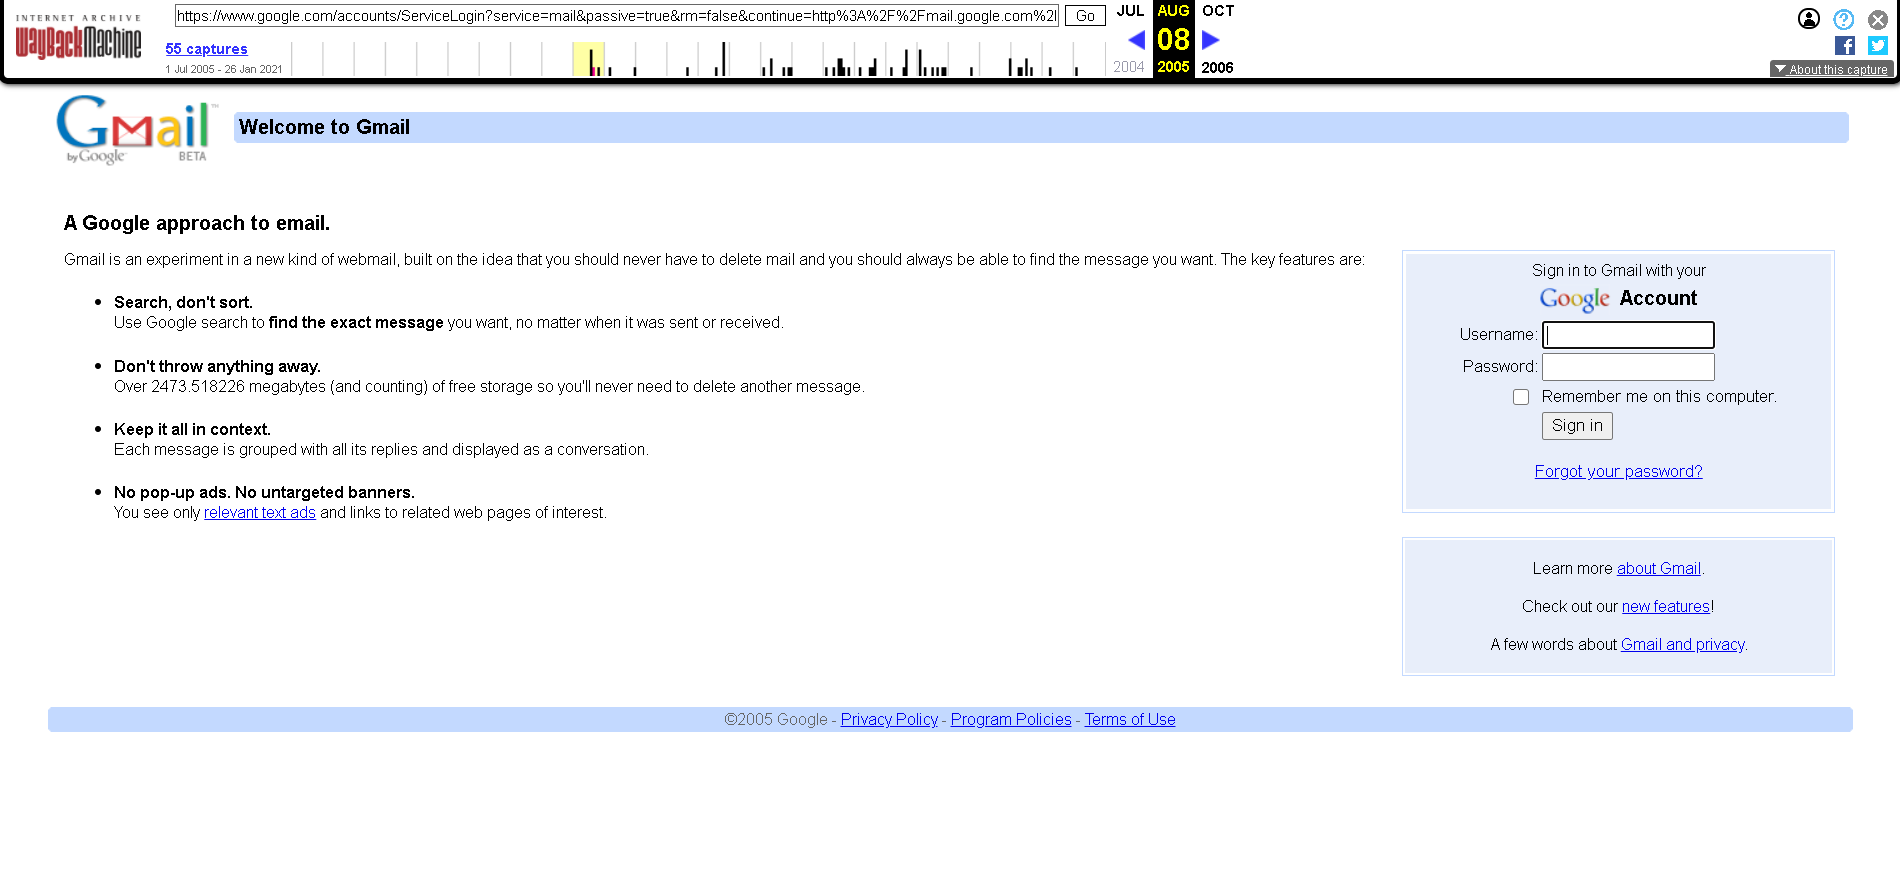 INTERNET ARCHIVE
WayBackMachine
https://www.google.com/accounts/ServiceLogin?service=mail&passive=true&rm=false&continue=http%3A%2F%2Fmail.google.com%2
Go
55 captures
1 Jul 2005 - 26 Jan 2021
JUL AUG OCT
08
2004 2005 2006
About this capture
Gmail™
by Google BETA
Welcome to Gmail
A Google approach to email.
Gmail is an experiment in a new kind of webmail, built on the idea that you should never have to delete mail and you should always be able to find the message you want. The key features are:
Search, don't sort.
Use Google search to find the exact message you want, no matter when it was sent or received.
Don't throw anything away.
Over 2473.518226 megabytes (and counting) of free storage so you'll never need to delete another message.
Keep it all in context.
Each message is grouped with all its replies and displayed as a conversation.
No pop-up ads. No untargeted banners.
You see only relevant text ads and links to related web pages of interest.
Sign in to Gmail with your
Google Account
Username:
Password:
Remember me on this computer.
Sign in
Forgot your password?
Learn more about Gmail.
Check out our new features!
A few words about Gmail and privacy.
©2005 Google - Privacy Policy - Program Policies - Terms of Use